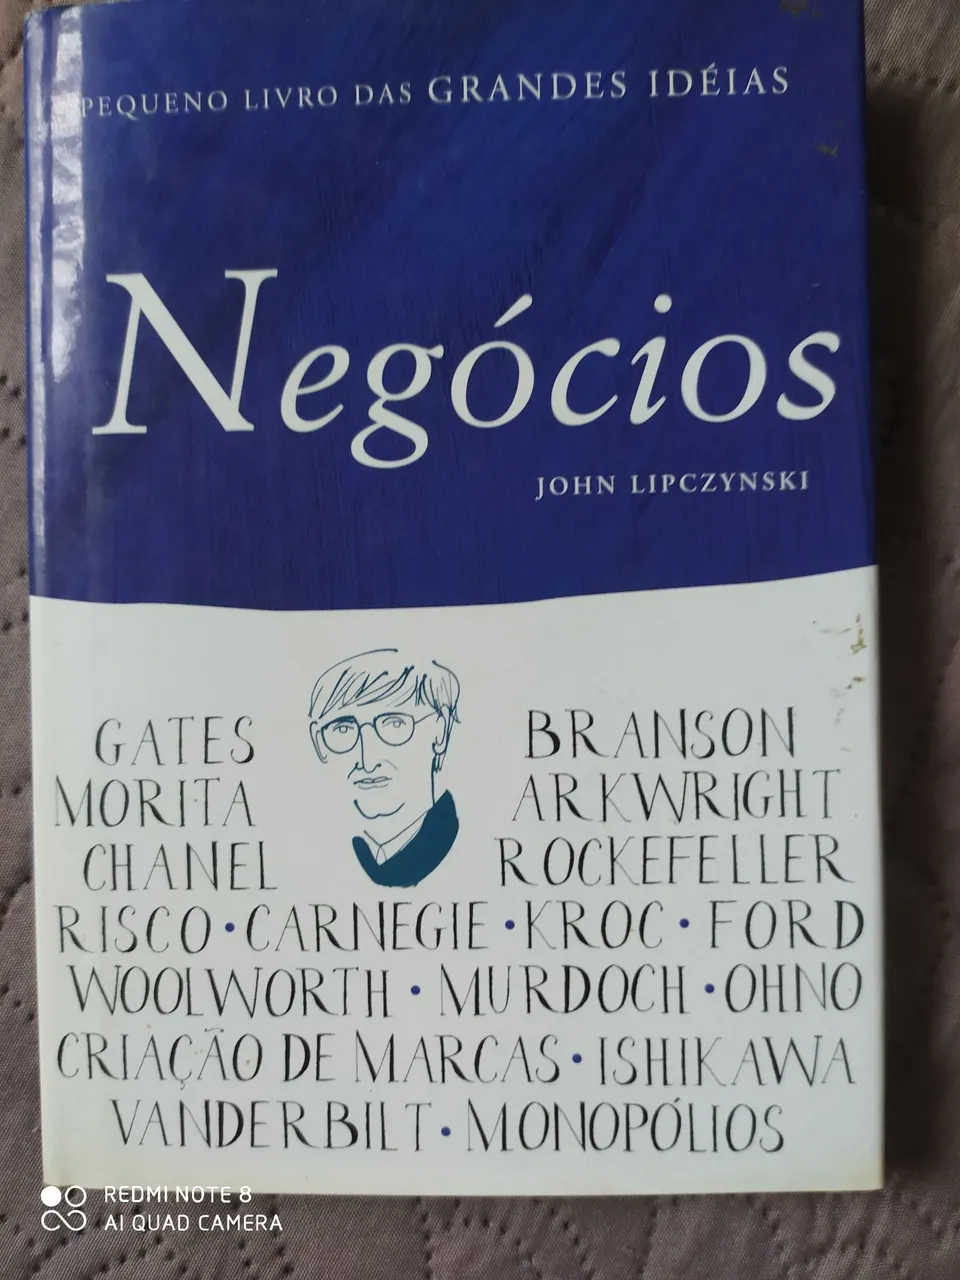 PEQUENO LIVRO DAS GRANDES IDÉIAS
Negócios
JOHN LIPCZYNSKI
GATES
BRANSON
MORITA
ARKWRIGHT
CHANEL
ROCKEFELLER
RISCO • CARNEGIE • KROC • FORD
WOOLWORTH • MURDOCH • OHNO
CRIAÇÃO DE MARCAS • ISHIKAWA
VANDERBILT • MONOPÓLIOS
REDMI NOTE 8
AI QUAD CAMERA